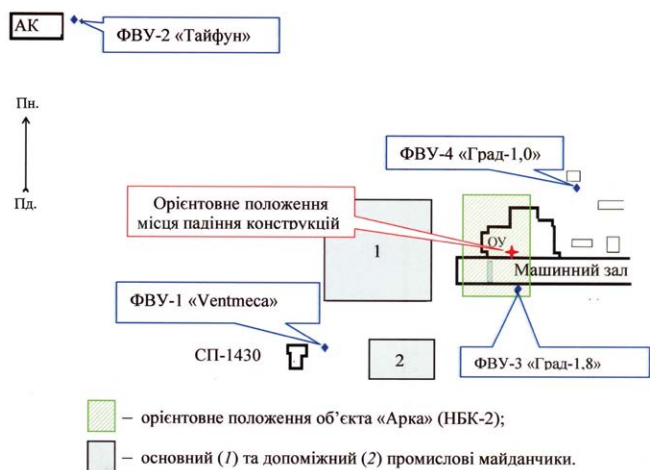 АК
ФВУ-2 «Тайфун»
Пн.
Пд.
ФВУ-4 «Град-1,0»
Орієнтовне положення
місця падіння конструкцій
1
ОУ
Машинний зал
ФВУ-1 «Ventmeca»
СП-1430
2
ФВУ-3 «Град-1,8»
– орієнтовне положення об’єкта «Арка» (НБК-2);
– основний (1) та допоміжний (2) промислові майданчики.